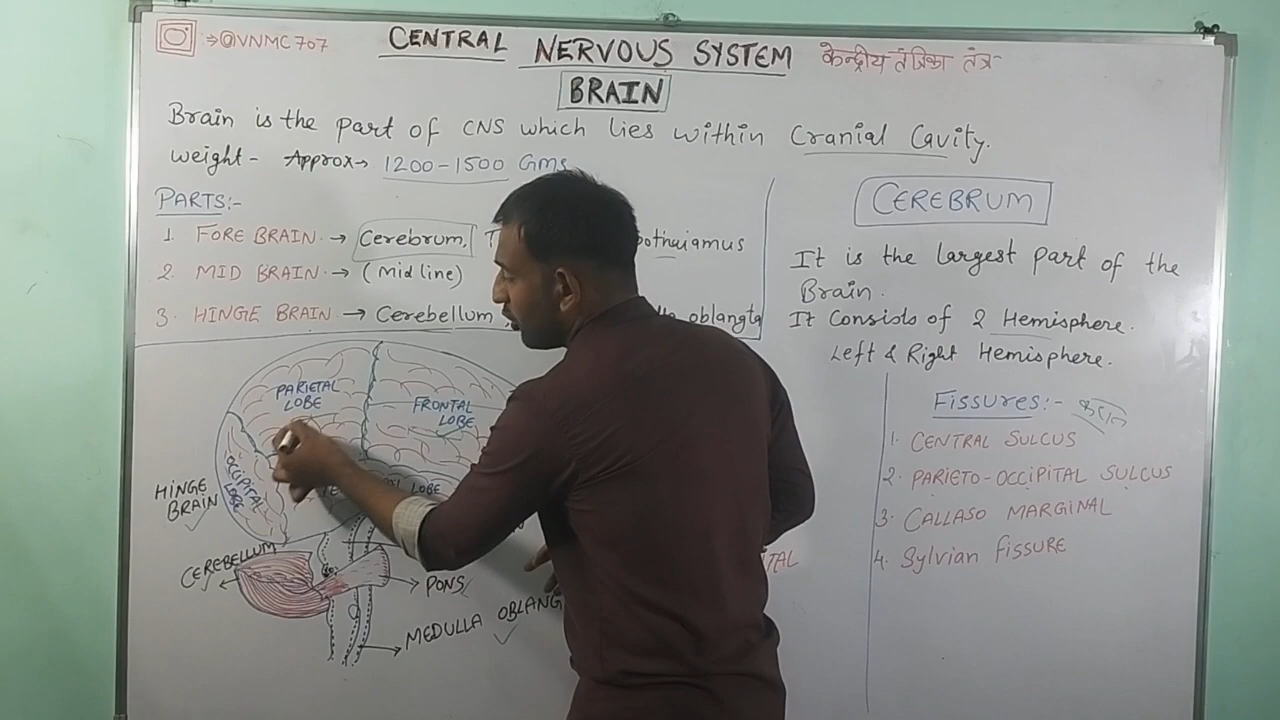 →@VNMC707
CENTRAL NERVOUS SYSTEM केन्द्रीय तंत्रिका तंत्र
BRAIN
Brain is the part of CNS which lies within Cranial Cavity.
Weight - Approx→ 1200-1500 Gms
PARTS:-
1. FORE BRAIN. → Cerebrum,
2. MID BRAIN → (Mid line)
3. HINGE BRAIN → Cerebellum, oblangta
CEREBRUM
It is the largest part of the
Brain.
It Consists of 2 Hemisphere.
Left & Right Hemisphere.
Fissures:-
1. CENTRAL SULCUS
2. PARIETO-OCCIPITAL SULCUS
3. CALLASO MARGINAL
4. Sylvian fissure
PARIETAL
LOBE
FRONTAL
LOBE
OCCIPITAL
LOBE
LOBE
HINGE
BRAIN
CEREBELLUM
PONS
MEDULLA OBLANG